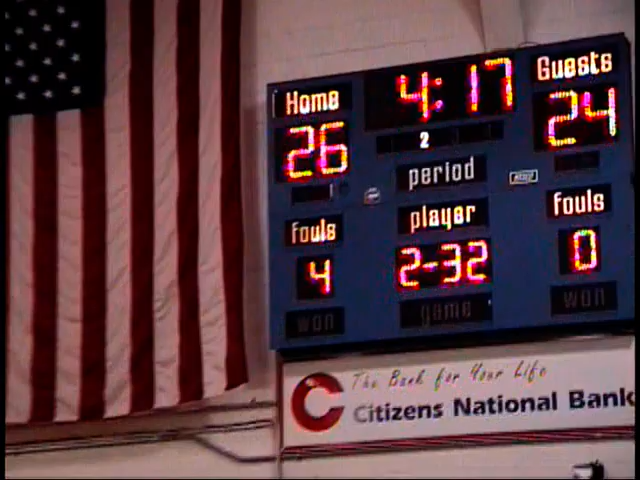 Home 4:17 Guests
26 2 24
period
fouls player fouls
4 2-32 0
won game won
The Bank for Your Life
Citizens National Bank